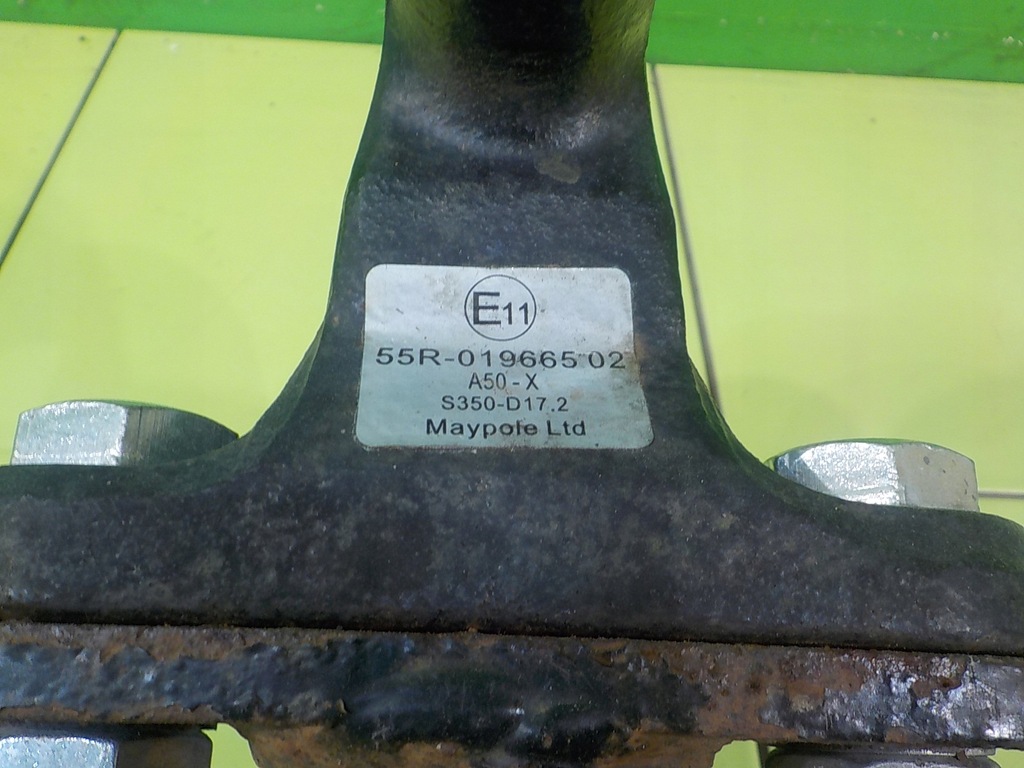 E11
55R-019665 02
A50-X
S350-D17.2
Maypole Ltd